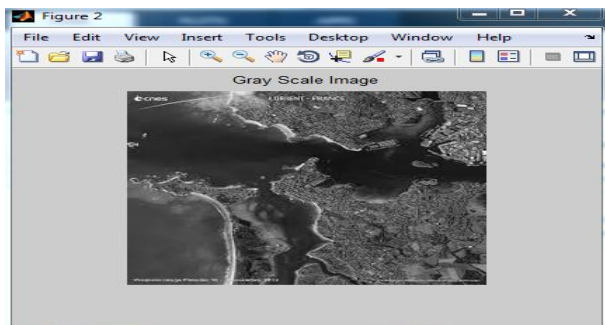 Figure 2
File Edit View Insert Tools Desktop Window Help
Gray Scale Image
cnes
LORIENT - FRANCE